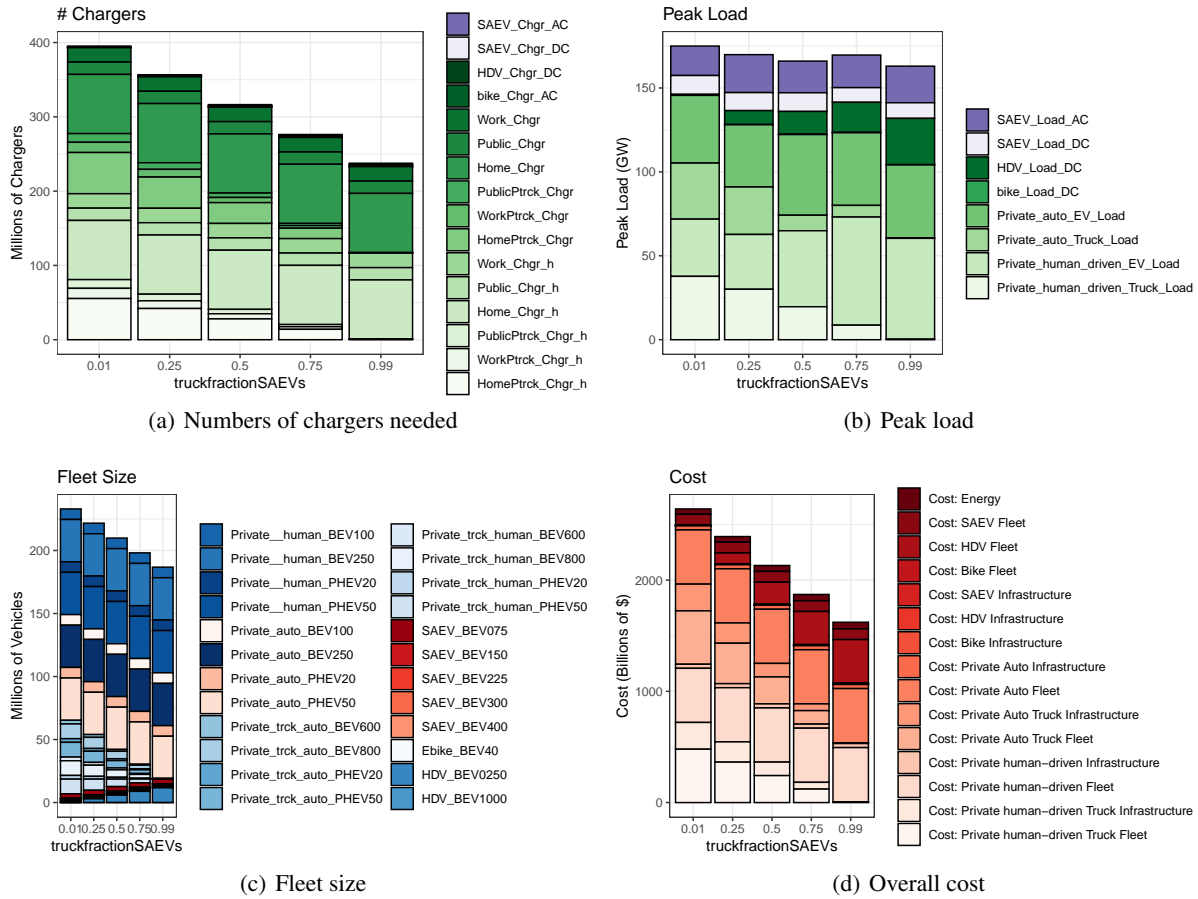 # Chargers
Millions of Chargers
400
300
200
100
0
0.01 0.25 0.5 0.75 0.99
truckfractionSAEVs
SAEV_Chgr_AC
SAEV_Chgr_DC
HDV_Chgr_DC
bike_Chgr_AC
Work_Chgr
Public_Chgr
Home_Chgr
PublicPtrck_Chgr
WorkPtrck_Chgr
HomePtrck_Chgr
Work_Chgr_h
Public_Chgr_h
Home_Chgr_h
PublicPtrck_Chgr_h
WorkPtrck_Chgr_h
HomePtrck_Chgr_h
(a) Numbers of chargers needed
Peak Load
Peak Load (GW)
150
100
50
0
0.01 0.25 0.5 0.75 0.99
truckfractionSAEVs
SAEV_Load_AC
SAEV_Load_DC
HDV_Load_DC
bike_Load_DC
Private_auto_EV_Load
Private_auto_Truck_Load
Private_human_driven_EV_Load
Private_human_driven_Truck_Load
(b) Peak load
Fleet Size
Millions of Vehicles
200
150
100
50
0
0.01 0.25 0.5 0.75 0.99
truckfractionSAEVs
Private__human_BEV100
Private__human_BEV250
Private__human_PHEV20
Private__human_PHEV50
Private_auto_BEV100
Private_auto_BEV250
Private_auto_PHEV20
Private_auto_PHEV50
Private_trck_auto_BEV600
Private_trck_auto_BEV800
Private_trck_auto_PHEV20
Private_trck_auto_PHEV50
Private_trck_human_BEV600
Private_trck_human_BEV800
Private_trck_human_PHEV20
Private_trck_human_PHEV50
SAEV_BEV075
SAEV_BEV150
SAEV_BEV225
SAEV_BEV300
SAEV_BEV400
Ebike_BEV40
HDV_BEV0250
HDV_BEV1000
(c) Fleet size
Cost
Cost (Billions of $)
2000
1000
0
0.01 0.25 0.5 0.75 0.99
truckfractionSAEVs
Cost: Energy
Cost: SAEV Fleet
Cost: HDV Fleet
Cost: Bike Fleet
Cost: SAEV Infrastructure
Cost: HDV Infrastructure
Cost: Bike Infrastructure
Cost: Private Auto Infrastructure
Cost: Private Auto Fleet
Cost: Private Auto Truck Infrastructure
Cost: Private Auto Truck Fleet
Cost: Private human−driven Infrastructure
Cost: Private human−driven Fleet
Cost: Private human−driven Truck Infrastructure
Cost: Private human−driven Truck Fleet
(d) Overall cost